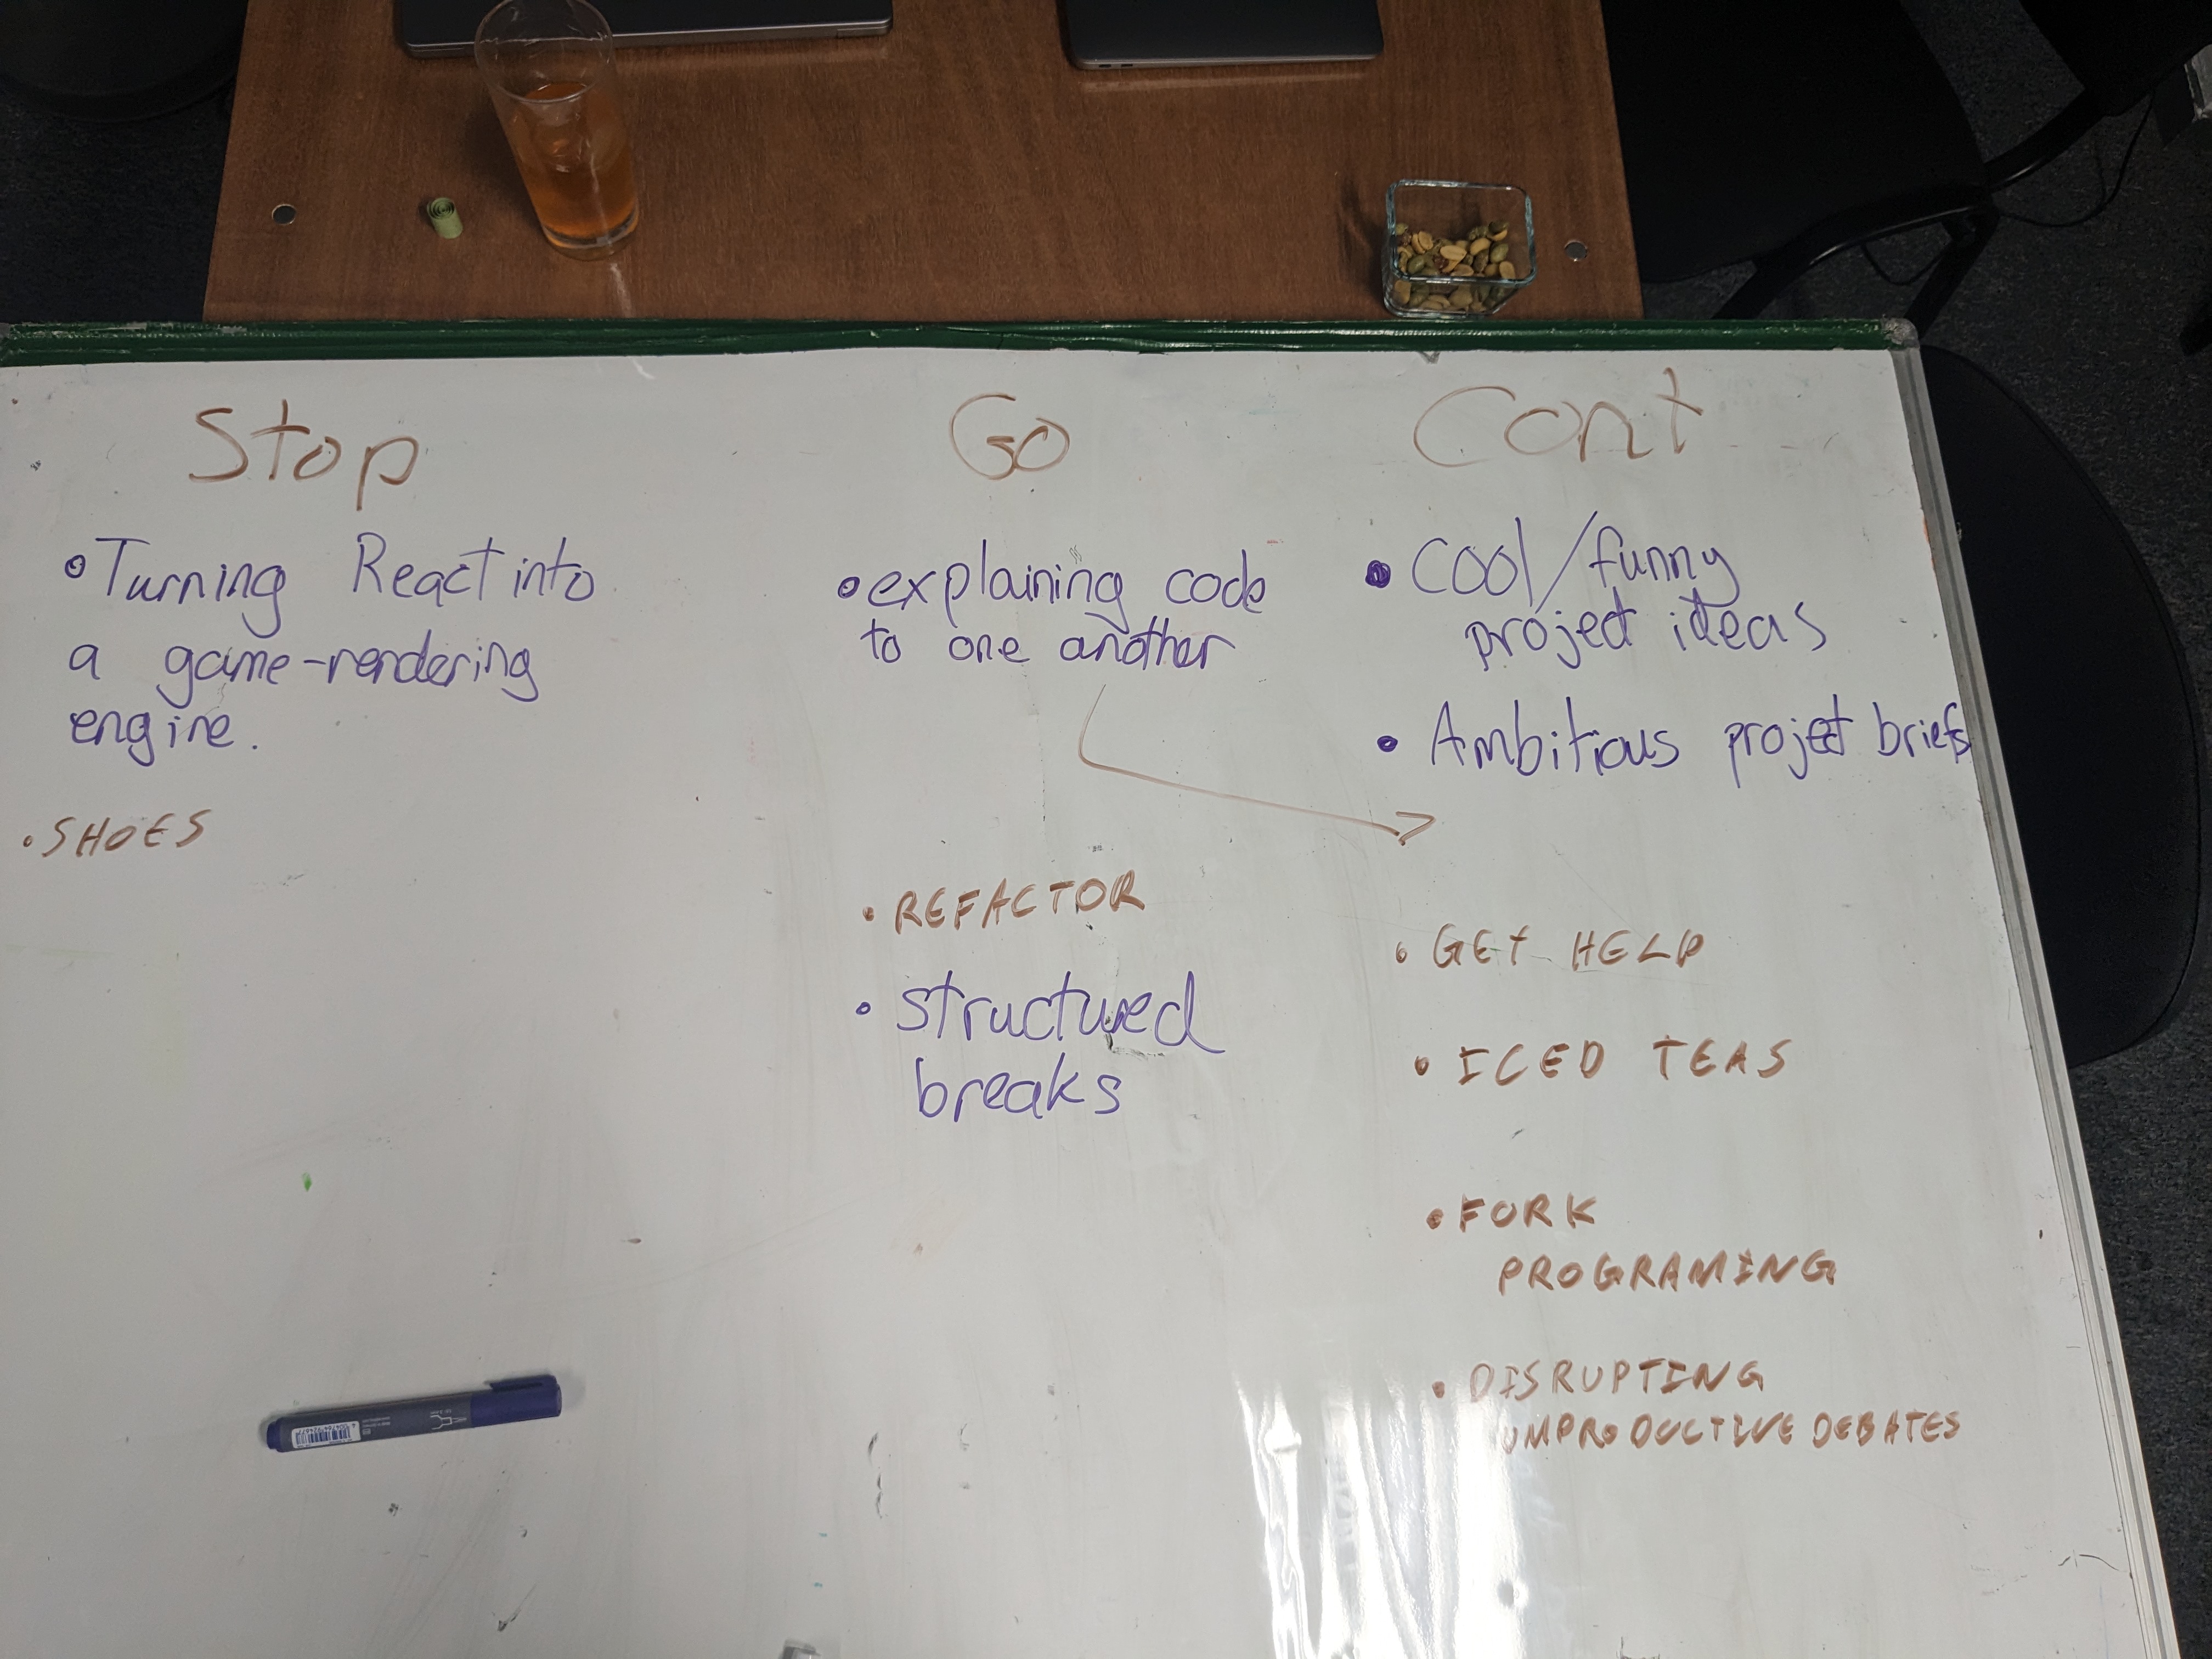 Stop
• Turning React into
a game-rendering
engine.
• SHOES
Go
• explaining code
to one another
• REFACTOR
• structured
breaks
Cont
• Cool/funny
project ideas
• Ambitious project briefs
• GET HELP
• ICED TEAS
• FORK
PROGRAMING
• DISRUPTING
UNPRODUCTIVE DEBATES